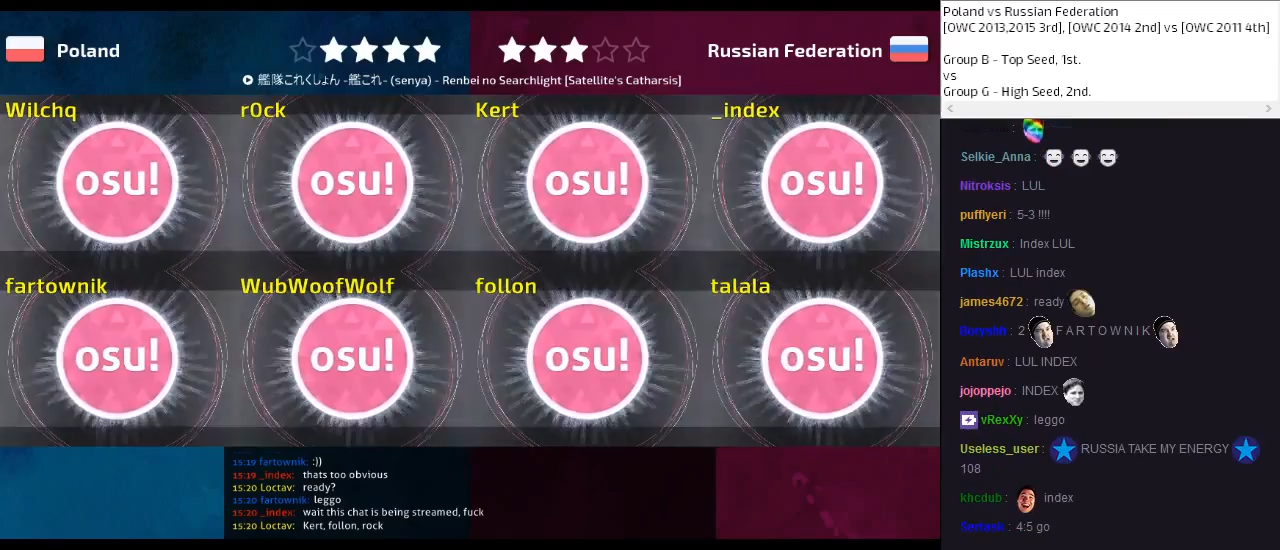 Poland
Russian Federation
艦隊これくしょん -艦これ- (senya) - Renbei no Searchlight [Satellite's Catharsis]
Wilchq
r0ck
Kert
_index
osu!
osu!
osu!
osu!
fartownik
WubWoofWolf
follon
talala
osu!
osu!
osu!
osu!
15:19 fartownik: :))
15:19 _index: thats too obvious
15:20 Loctav: ready?
15:20 fartownik: leggo
15:20 _index: wait this chat is being streamed, fuck
15:20 Loctav: Kert, follon, rock
Poland vs Russian Federation
[OWC 2013,2015 3rd], [OWC 2014 2nd] vs [OWC 2011 4th]
Group B - Top Seed, 1st.
vs
Group G - High Seed, 2nd.
Selkie_Anna :
Nitroksis : LUL
pufflyeri : 5-3 !!!!
Mistrzux : Index LUL
Plashx : LUL index
james4672 : ready
: 2 F A R T O W N I K
Antaruv : LUL INDEX
jojoppejo : INDEX
vRexXy : leggo
Useless_user : RUSSIA TAKE MY ENERGY
108
khcdub : index
: 4:5 go